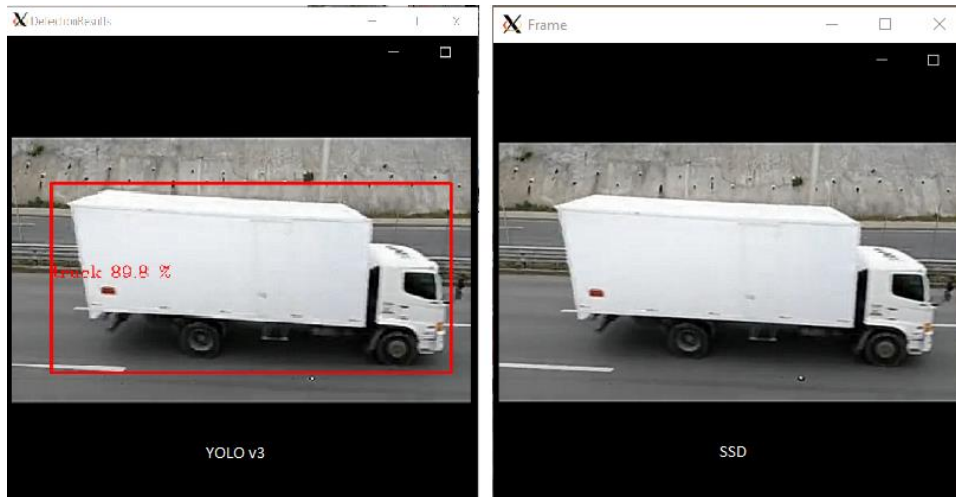 DetectionResults
Frame
truck 89.8 %
YOLO v3
SSD